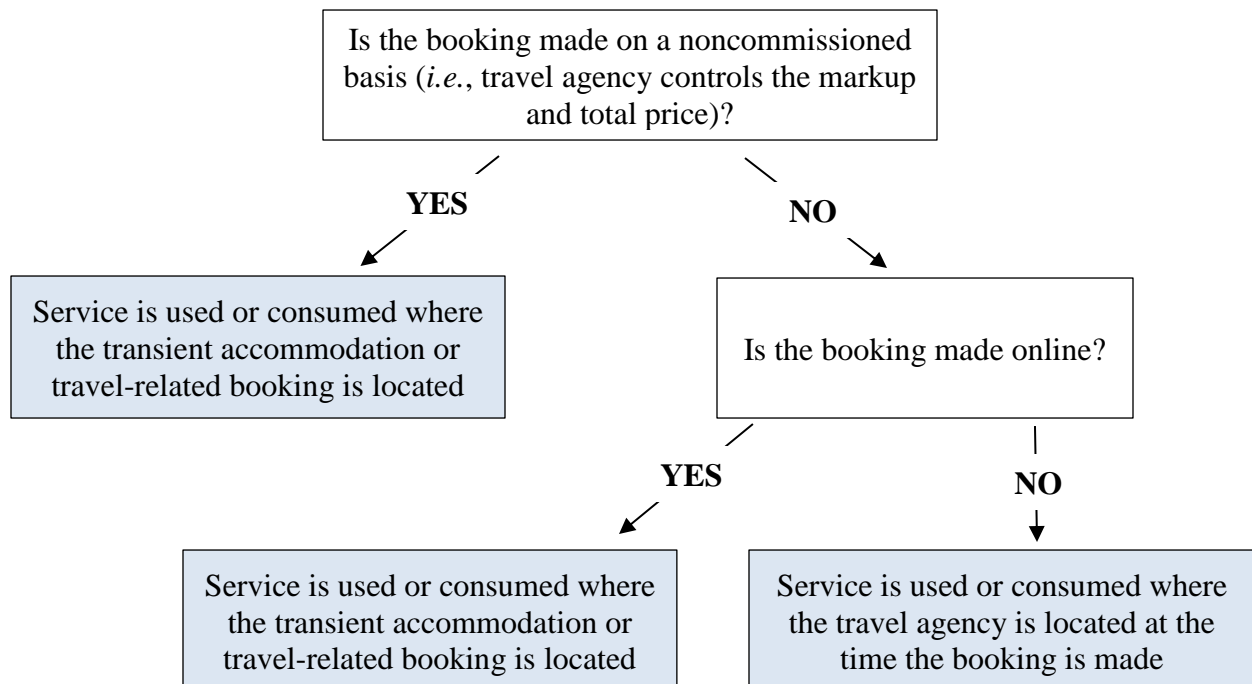 Is the booking made on a noncommissioned
basis (i.e., travel agency controls the markup
and total price)?
YES
NO
Service is used or consumed where
the transient accommodation or
travel-related booking is located
Is the booking made online?
YES
NO
Service is used or consumed where
the transient accommodation or
travel-related booking is located
Service is used or consumed where
the travel agency is located at the
time the booking is made